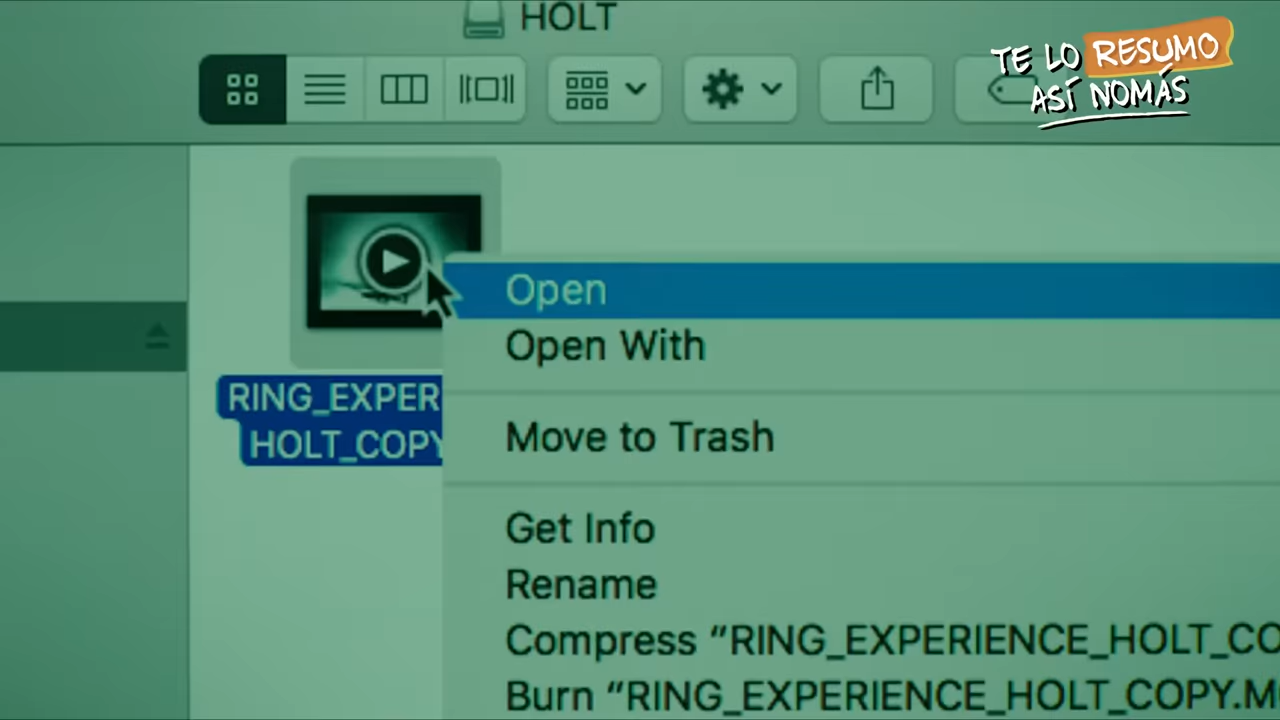 HOLT
TE LO RESUMO
ASÍ NOMÁS
Open
Open With
RING_EXPER
HOLT_COPY
Move to Trash
Get Info
Rename
Compress “RING_EXPERIENCE_HOLT_CO
Burn “RING_EXPERIENCE_HOLT_COPY.M